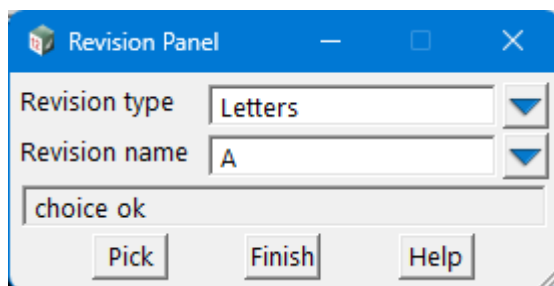 Revision Panel
Revision type Letters
Revision name A
choice ok
Pick Finish Help